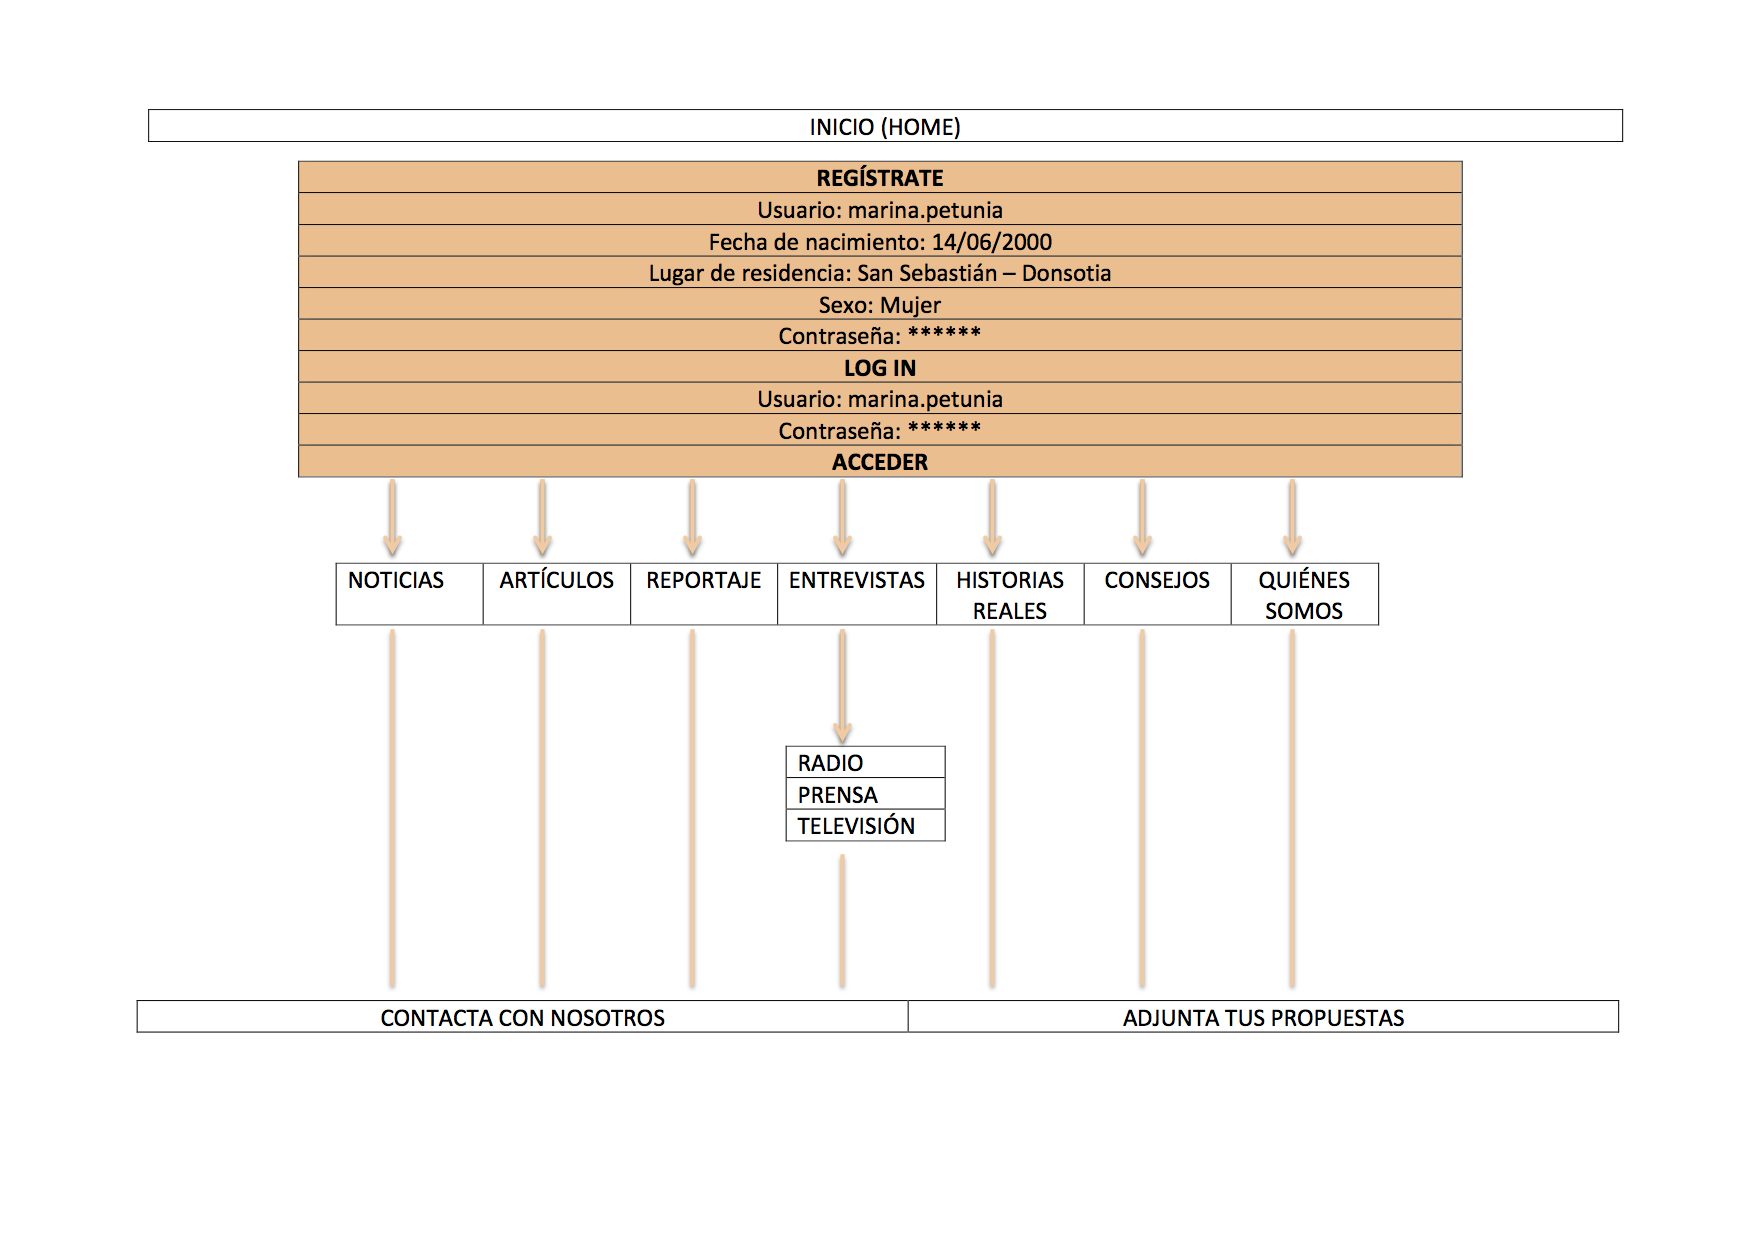 INICIO (HOME)
REGÍSTRATE
Usuario: marina.petunia
Fecha de nacimiento: 14/06/2000
Lugar de residencia: San Sebastián – Donsotia
Sexo: Mujer
Contraseña: ******
LOG IN
Usuario: marina.petunia
Contraseña: ******
ACCEDER
NOTICIAS
ARTÍCULOS
REPORTAJE
ENTREVISTAS
HISTORIAS
REALES
CONSEJOS
QUIÉNES
SOMOS
RADIO
PRENSA
TELEVISIÓN
CONTACTA CON NOSOTROS
ADJUNTA TUS PROPUESTAS